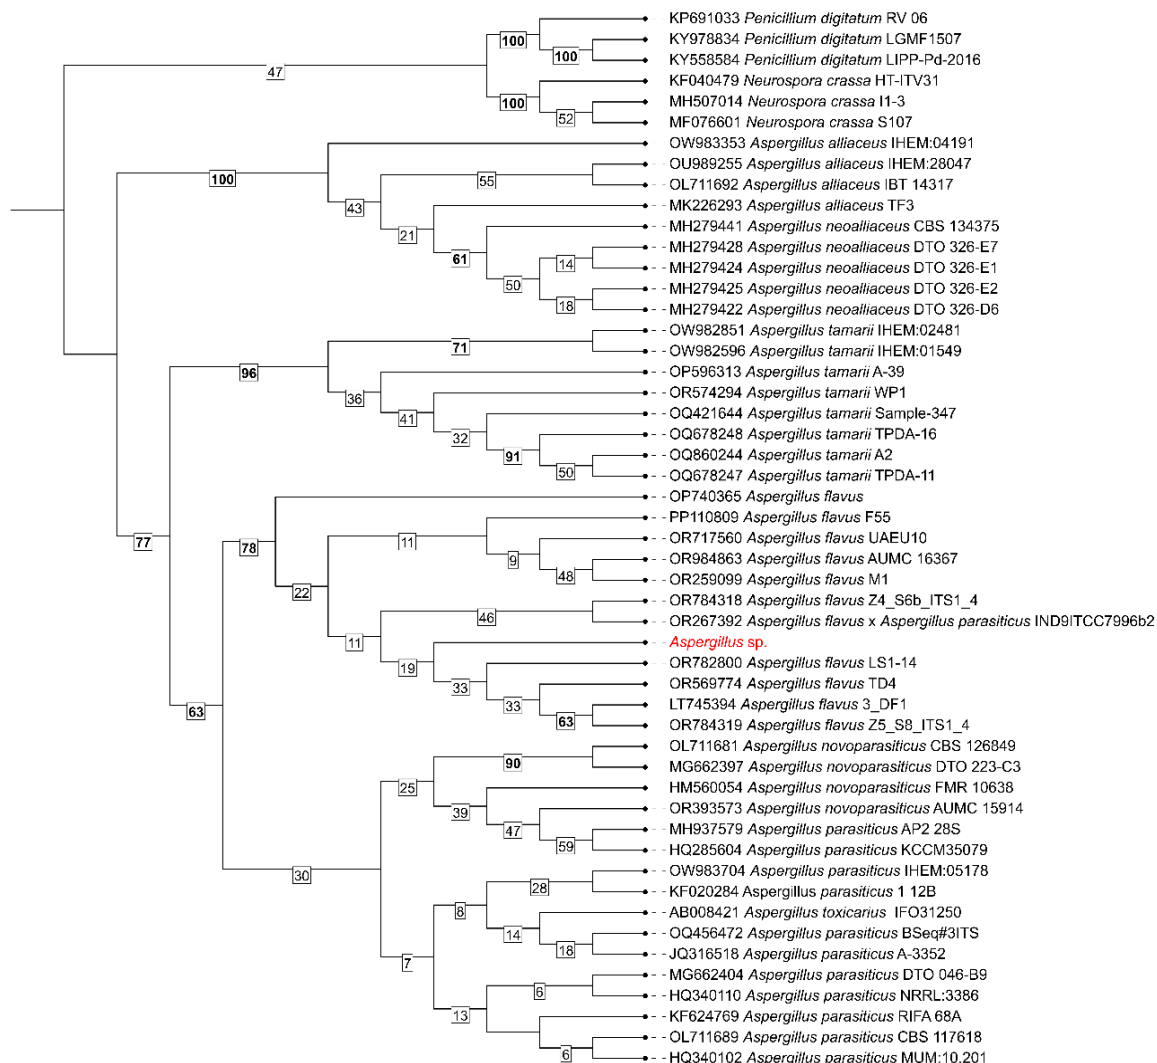 KP691033 Penicillium digitatum RV 06
100
KY978834 Penicillium digitatum LGMF1507
100
KY558584 Penicillium digitatum LIPP-Pd-2016
47
KF040479 Neurospora crassa HT-ITV31
100
MH507014 Neurospora crassa I1-3
52
MF076601 Neurospora crassa S107
OW983353 Aspergillus alliaceus IHEM:04191
OU989255 Aspergillus alliaceus IHEM:28047
100
55
OL711692 Aspergillus alliaceus IBT 14317
43
MK226293 Aspergillus alliaceus TF3
21
MH279441 Aspergillus neoalliaceus CBS 134375
MH279428 Aspergillus neoalliaceus DTO 326-E7
61
14
MH279424 Aspergillus neoalliaceus DTO 326-E1
50
MH279425 Aspergillus neoalliaceus DTO 326-E2
18
MH279422 Aspergillus neoalliaceus DTO 326-D6
OW982851 Aspergillus tamarii IHEM:02481
71
OW982596 Aspergillus tamarii IHEM:01549
96
OP596313 Aspergillus tamarii A-39
36
OR574294 Aspergillus tamarii WP1
41
OQ421644 Aspergillus tamarii Sample-347
32
OQ678248 Aspergillus tamarii TPDA-16
91
OQ860244 Aspergillus tamarii A2
50
OQ678247 Aspergillus tamarii TPDA-11
OP740365 Aspergillus flavus
PP110809 Aspergillus flavus F55
77
78
11
OR717560 Aspergillus flavus UAEU10
9
OR984863 Aspergillus flavus AUMC 16367
48
OR259099 Aspergillus flavus M1
22
OR784318 Aspergillus flavus Z4_S6b_ITS1_4
46
OR267392 Aspergillus flavus x Aspergillus parasiticus IND9ITCC7996b2
11
Aspergillus sp.
19
OR782800 Aspergillus flavus LS1-14
33
OR569774 Aspergillus flavus TD4
33
LT745394 Aspergillus flavus 3_DF1
63
63
OR784319 Aspergillus flavus Z5_S8_ITS1_4
OL711681 Aspergillus novoparasiticus CBS 126849
90
MG662397 Aspergillus novoparasiticus DTO 223-C3
25
HM560054 Aspergillus novoparasiticus FMR 10638
39
OR393573 Aspergillus novoparasiticus AUMC 15914
47
MH937579 Aspergillus parasiticus AP2 28S
59
HQ285604 Aspergillus parasiticus KCCM35079
30
OW983704 Aspergillus parasiticus IHEM:05178
28
KF020284 Aspergillus parasiticus 1 12B
8
AB008421 Aspergillus toxicarius IFO31250
14
OQ456472 Aspergillus parasiticus BSeq#3ITS
18
JQ316518 Aspergillus parasiticus A-3352
7
MG662404 Aspergillus parasiticus DTO 046-B9
6
HQ340110 Aspergillus parasiticus NRRL:3386
13
KF624769 Aspergillus parasiticus RIFA 68A
OL711689 Aspergillus parasiticus CBS 117618
6
HQ340102 Aspergillus parasiticus MUM:10,201